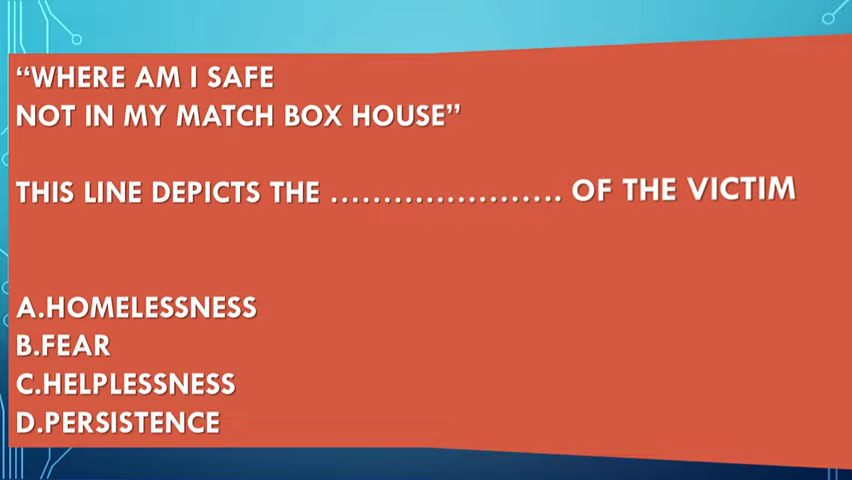 “WHERE AM I SAFE
NOT IN MY MATCH BOX HOUSE”
THIS LINE DEPICTS THE ……………………. OF THE VICTIM
A.HOMELESSNESS
B.FEAR
C.HELPLESSNESS
D.PERSISTENCE